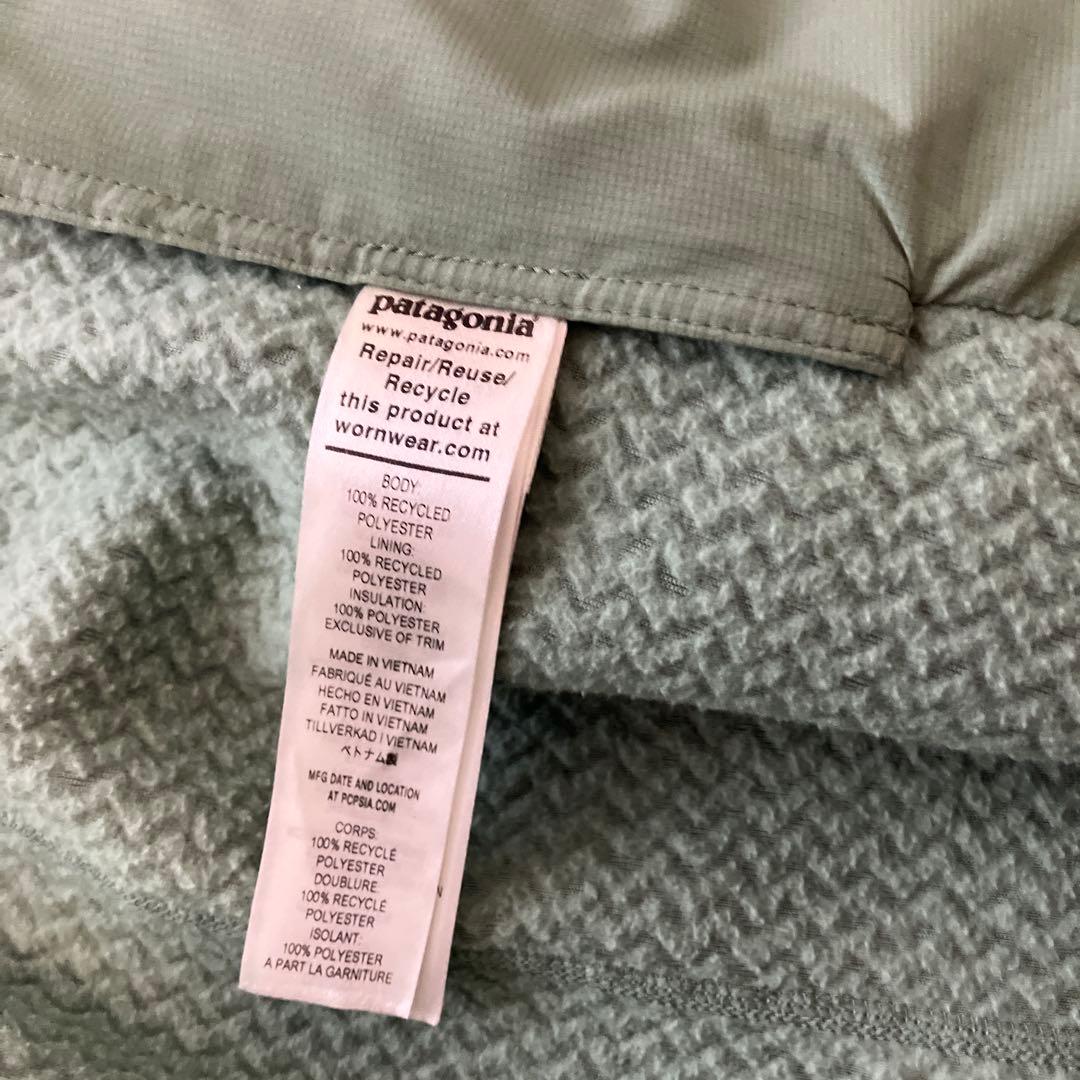 patagonia®
www.patagonia.com
Repair/Reuse/
Recycle
this product at
wornwear.com
BODY:
100% RECYCLED
POLYESTER
LINING:
100% RECYCLED
POLYESTER
INSULATION:
100% POLYESTER
EXCLUSIVE OF TRIM
MADE IN VIETNAM
FABRIQUÉ AU VIETNAM
HECHO EN VIETNAM
FATTO IN VIETNAM
TILLVERKAD I VIETNAM
ベトナム製
MFG DATE AND LOCATION
AT PCPSIA.COM
CORPS:
100% RECYCLÉ
POLYESTER
DOUBLURE:
100% RECYCLÉ
POLYESTER
ISOLANT:
100% POLYESTER
A PART LA GARNITURE